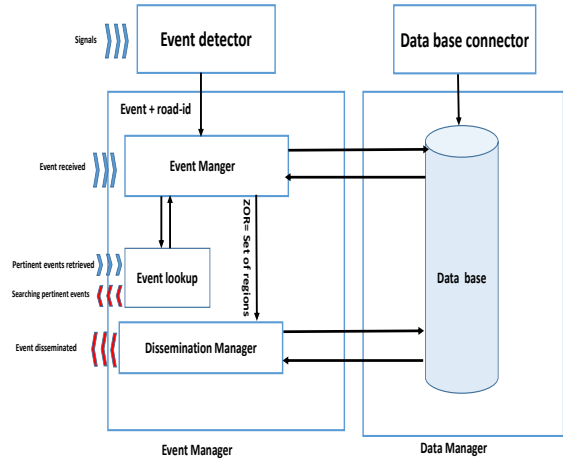 Signals
Event detector
Data base connector
Event + road-id
Event Manger
Event received
ZOR= Set of regions
Pertinent events retrieved
Event lookup
Searching pertinent events
Data base
Event disseminated
Dissemination Manager
Event Manager
Data Manager